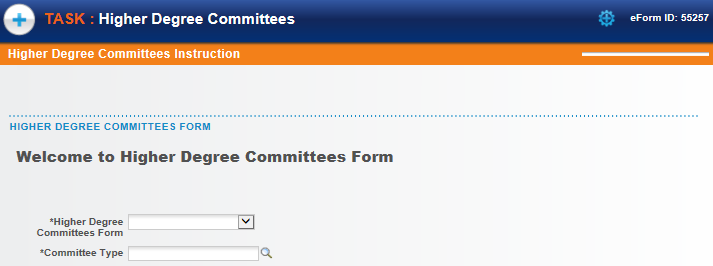 TASK : Higher Degree Committees
eForm ID: 55257
Higher Degree Committees Instruction
HIGHER DEGREE COMMITTEES FORM
Welcome to Higher Degree Committees Form
*Higher Degree
Committees Form
*Committee Type